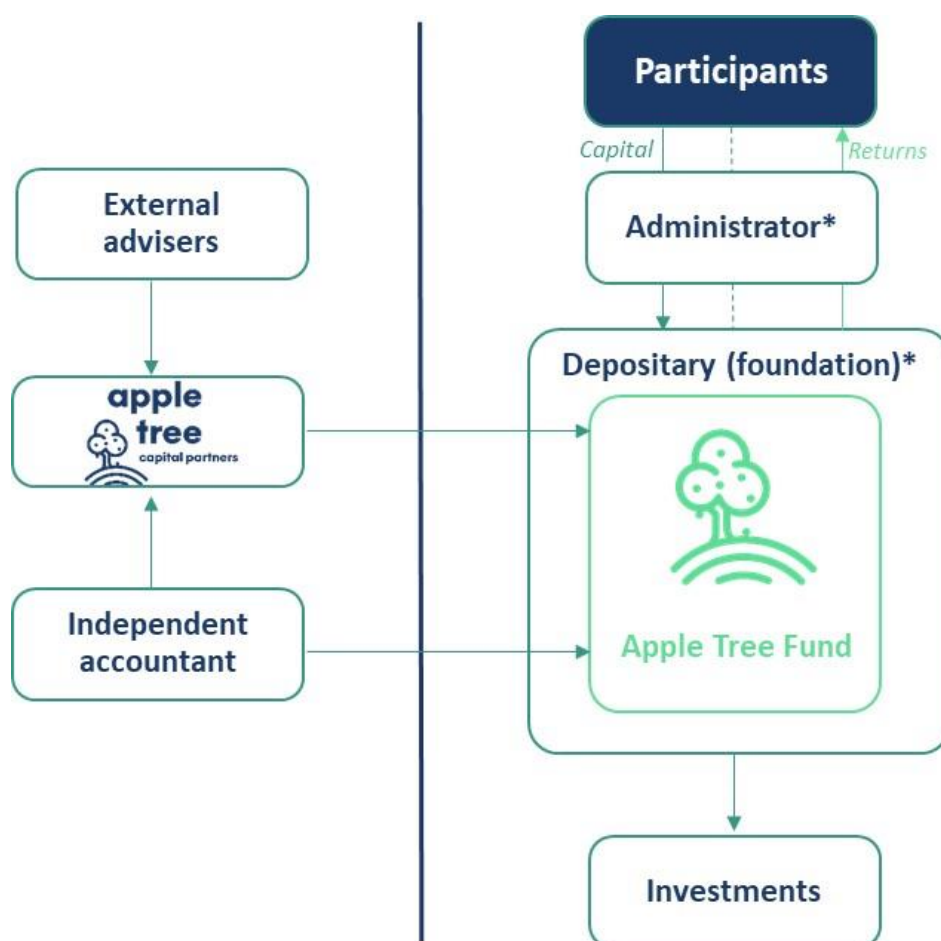 Participants
Capital
Returns
External
advisers
Administrator*
apple
tree
capital partners
Depositary (foundation)*
Independent
accountant
Apple Tree Fund
Investments